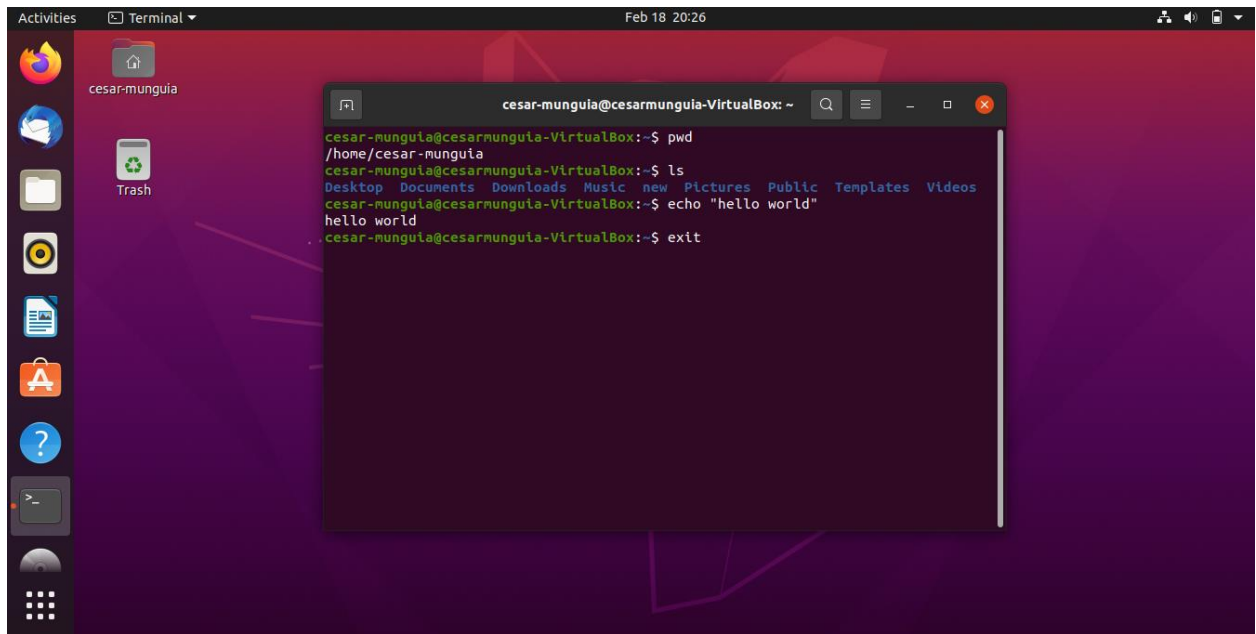 Activities Terminal Feb 18 20:26
cesar-munguia
Trash
cesar-munguia@cesarmunguia-VirtualBox: ~
cesar-munguia@cesarmunguia-VirtualBox:~$ pwd
/home/cesar-munguia
cesar-munguia@cesarmunguia-VirtualBox:~$ ls
Desktop Documents Downloads Music new Pictures Public Templates Videos
cesar-munguia@cesarmunguia-VirtualBox:~$ echo "hello world"
hello world
cesar-munguia@cesarmunguia-VirtualBox:~$ exit